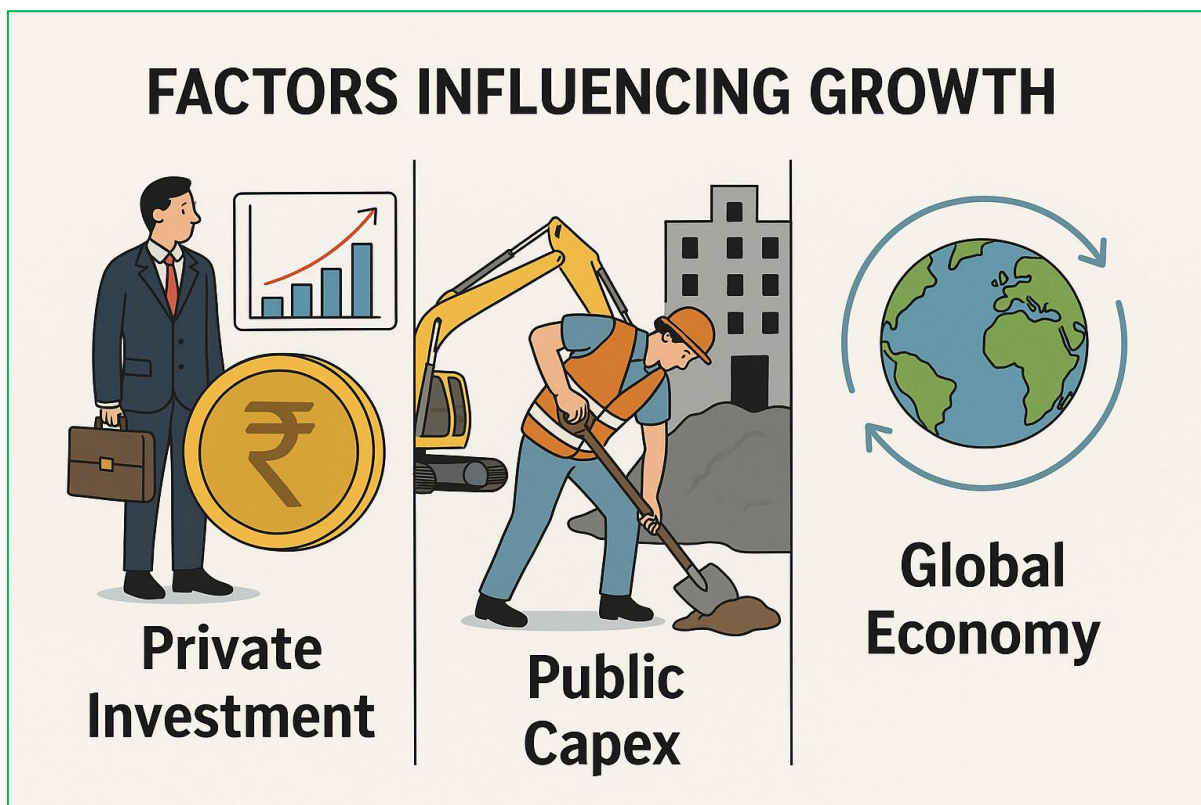 FACTORS INFLUENCING GROWTH
₹
Private
Investment
Public
Capex
Global
Economy